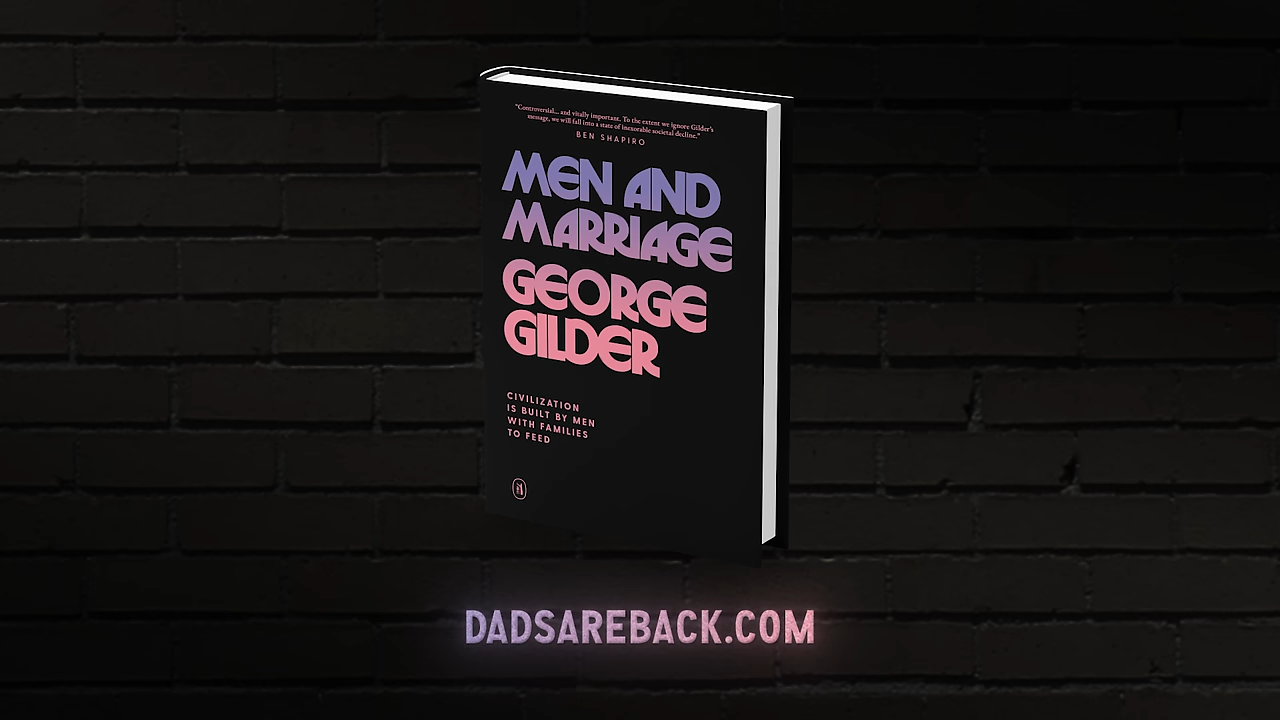 "Controversial... and vitally important. To the extent we ignore Gilder's
message, we will fall into a state of inexorable societal decline."
BEN SHAPIRO
MEN AND
MARRIAGE
GEORGE
GILDER
CIVILIZATION
IS BUILT BY MEN
WITH FAMILIES
TO FEED
DADSAREBACK.COM